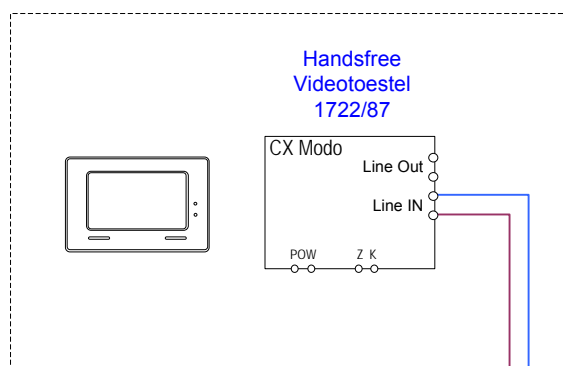 Handsfree
Videotoestel
1722/87
CX Modo
Line Out
Line IN
POW Z K